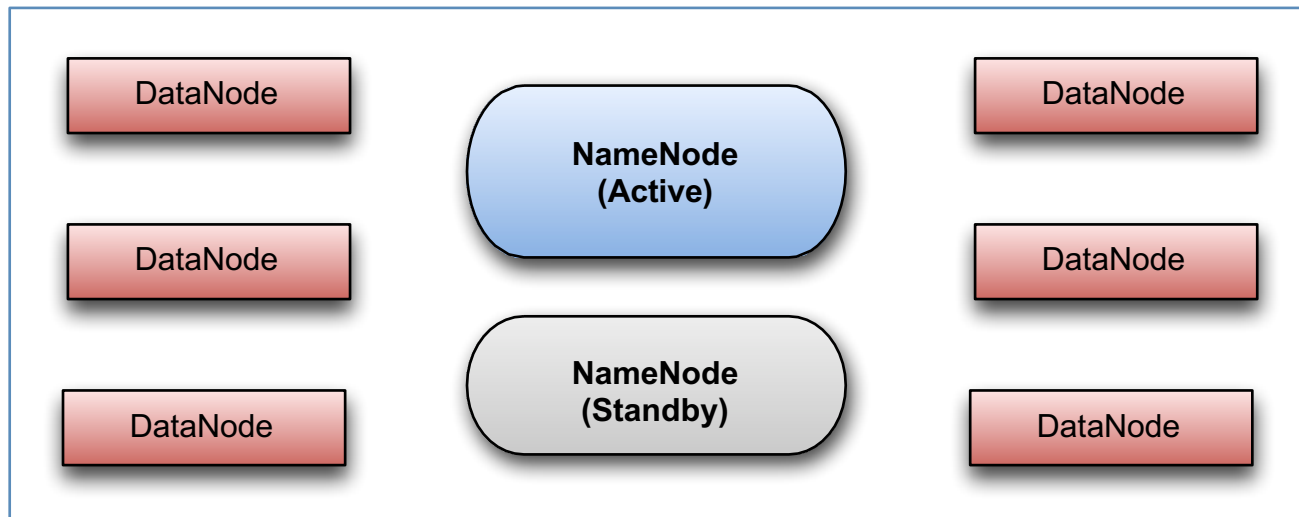 DataNode
NameNode
(Active)
DataNode
DataNode
DataNode
NameNode
(Standby)
DataNode
DataNode